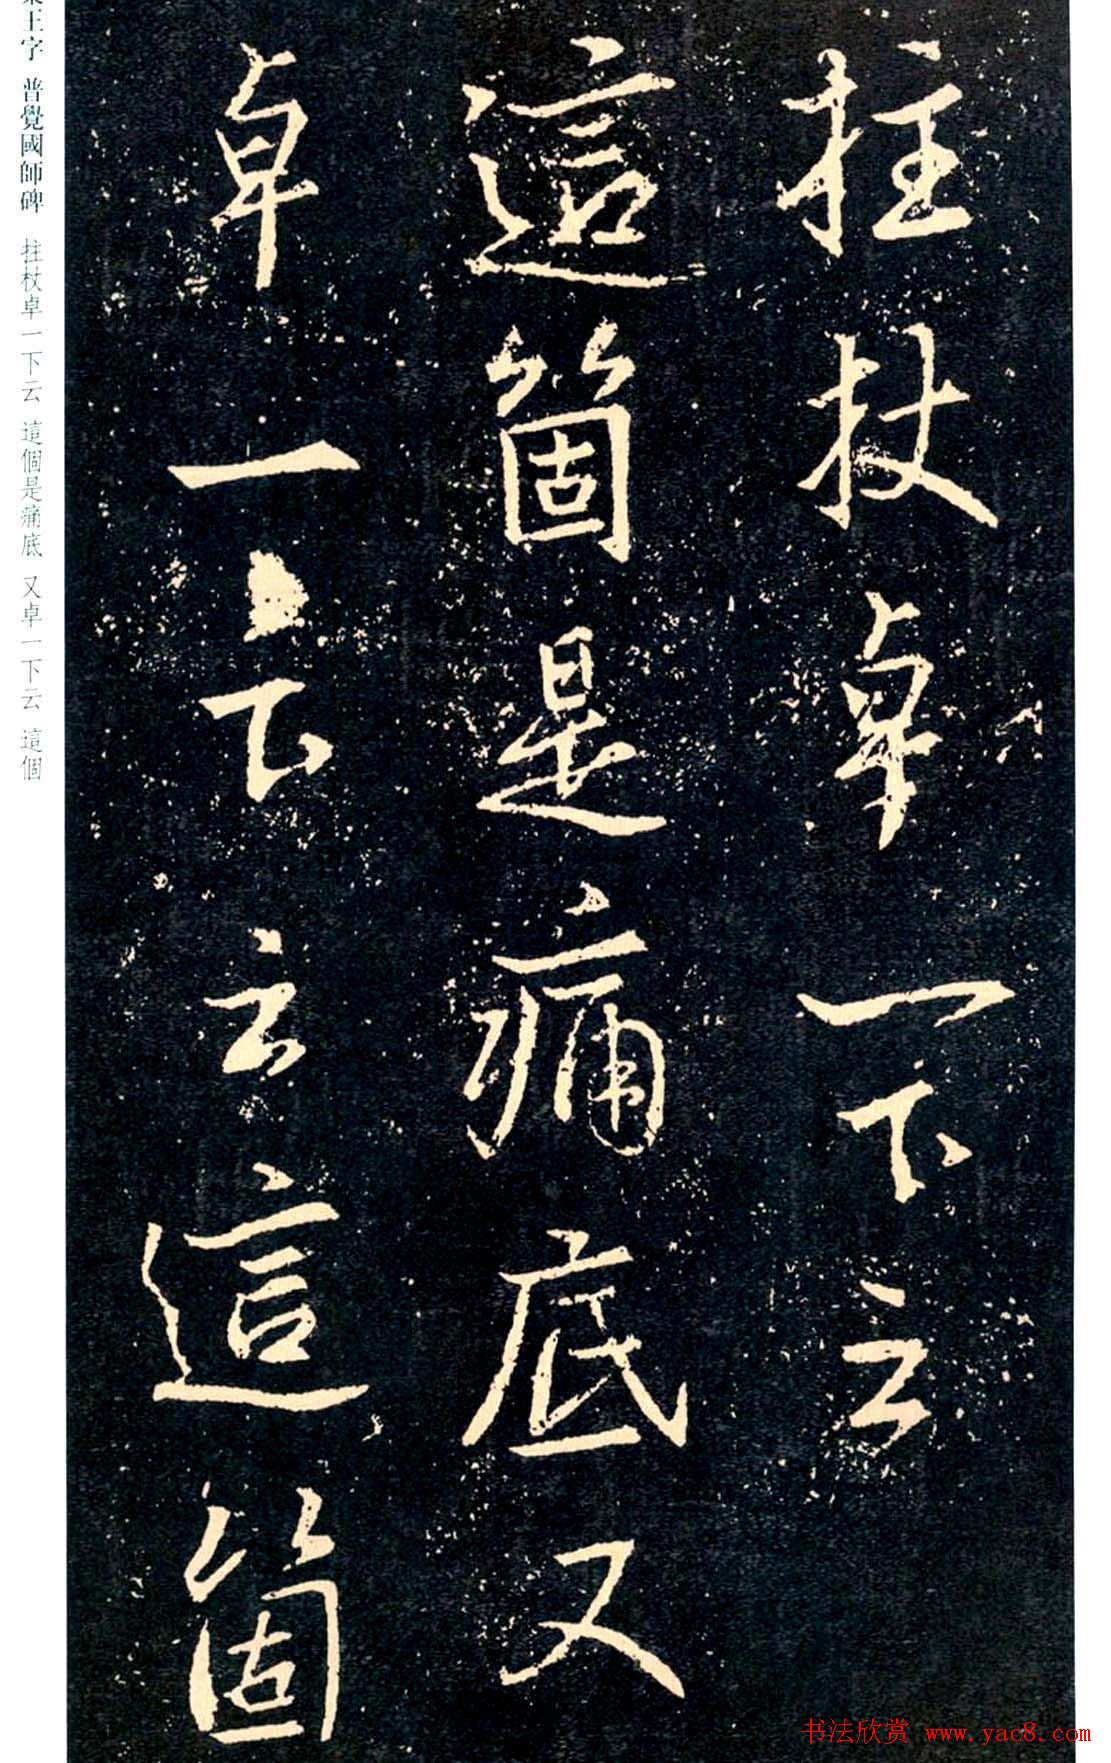 拄杖卓一下云
這箇是痛底又
卓一下云這箇
集王字 普覺國師碑 拄杖卓一下云 這個是痛底 又卓一下云 這個
书法欣赏 www.yac8.com